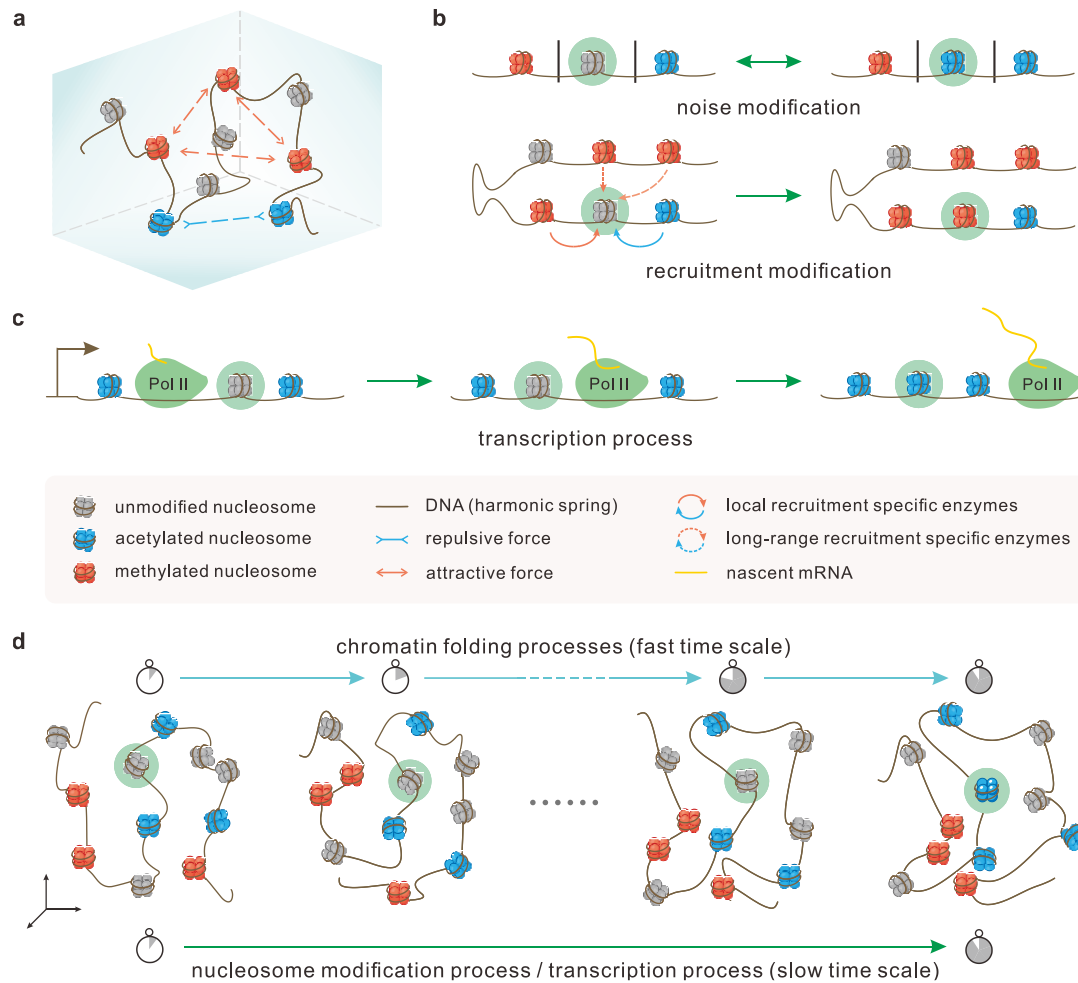 a
b
noise modification
recruitment modification
c
Pol II
Pol II
Pol II
transcription process
unmodified nucleosome
DNA (harmonic spring)
local recruitment specific enzymes
acetylated nucleosome
repulsive force
long-range recruitment specific enzymes
methylated nucleosome
attractive force
nascent mRNA
d
chromatin folding processes (fast time scale)
nucleosome modification process / transcription process (slow time scale)